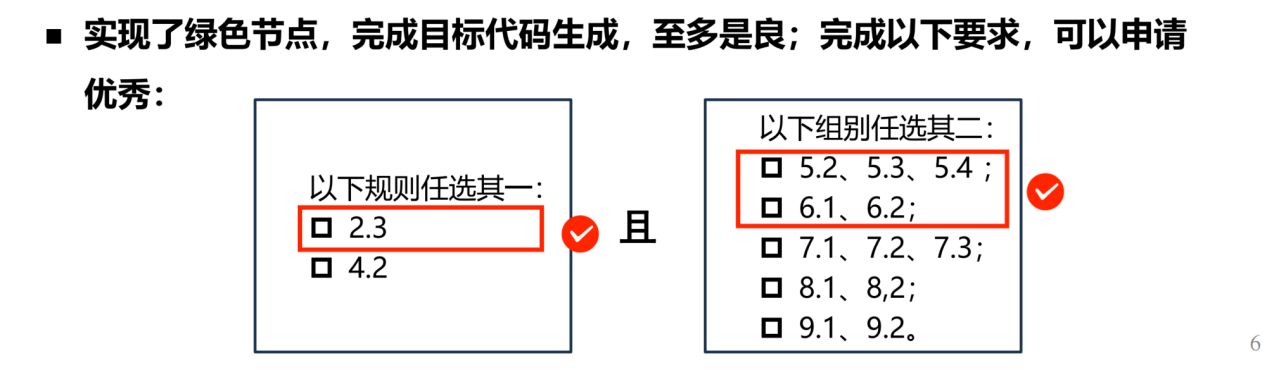 ■ 实现了绿色节点，完成目标代码生成，至多是良；完成以下要求，可以申请
优秀：
以下规则任选其一：
2.3
4.2
且
以下组别任选其二：
5.2、5.3、5.4；
6.1、6.2；
7.1、7.2、7.3；
8.1、8,2；
9.1、9.2。
6